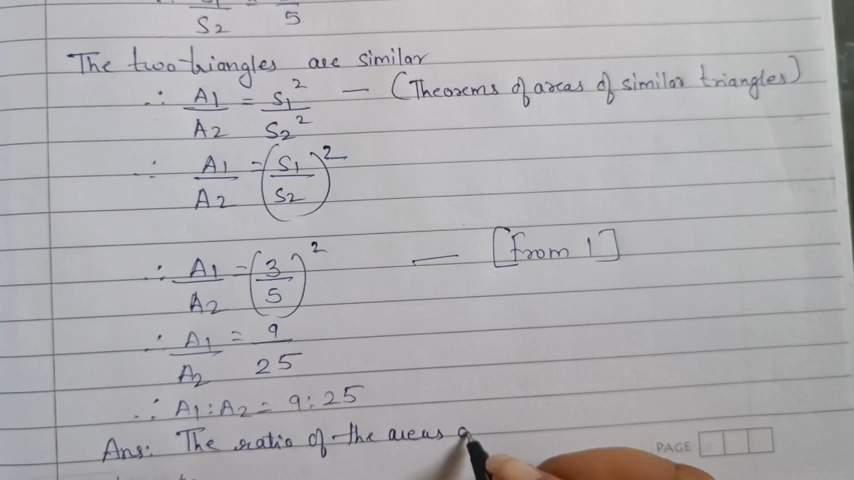 S2 5
The two triangles are similar
∴ A1/A2 = S1²/S2² — (Theorems of areas of similar triangles)
∴ A1/A2 = (S1/S2)²
∴ A1/A2 = (3/5)² — [From 1]
∴ A1/A2 = 9/25
∴ A1:A2 = 9:25
Ans: The ratio of the areas
PAGE